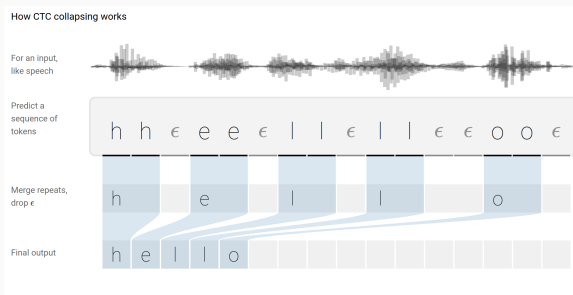 How CTC collapsing works
For an input,
like speech
Predict a
sequence of
tokens
h h ϵ e e ϵ l l ϵ l l ϵ ϵ o o ϵ
Merge repeats,
drop ϵ
h e l l o
Final output
h e l l o